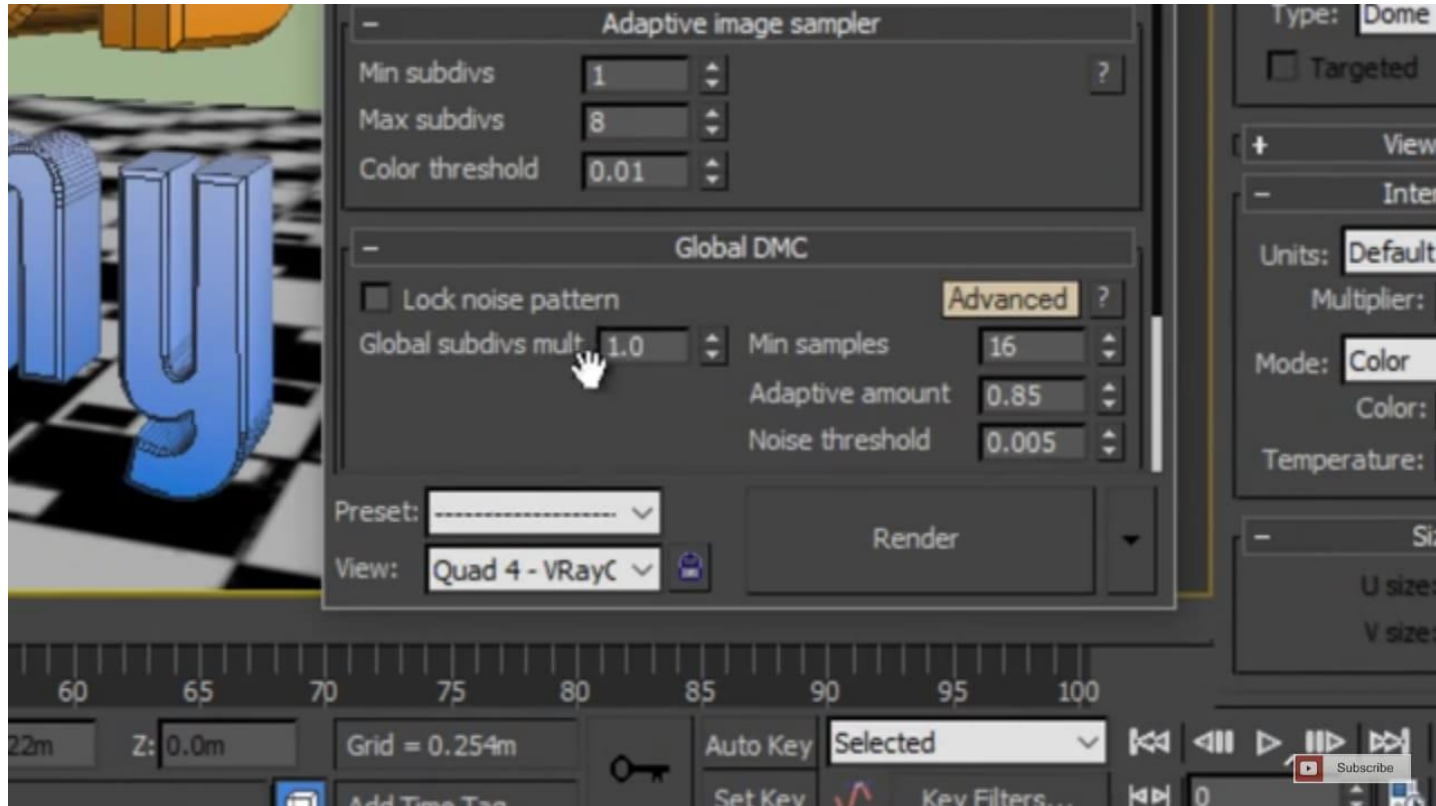 Adaptive image sampler
Min subdivs 1 ?
Max subdivs 8
Color threshold 0.01
Global DMC
Lock noise pattern Advanced ?
Global subdivs mult 1.0 Min samples 16
Adaptive amount 0.85
Noise threshold 0.005
Preset:
View: Quad 4 - VRayC
Render
Type: Dome
Targeted
View
Units: Default
Multiplier:
Mode: Color
Color:
Temperature:
U size:
V size:
my
60 65 70 75 80 85 90 95 100
22m Z: 0.0m Grid = 0.254m Auto Key Selected
Add Time Tag Set Key Key Filters... 0
Subscribe